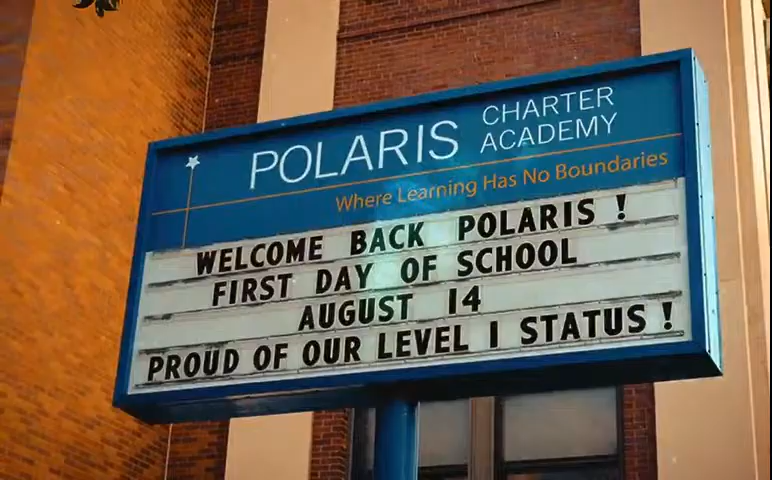 POLARIS CHARTER ACADEMY
Where Learning Has No Boundaries
WELCOME BACK POLARIS !
FIRST DAY OF SCHOOL
AUGUST 14
PROUD OF OUR LEVEL 1 STATUS !